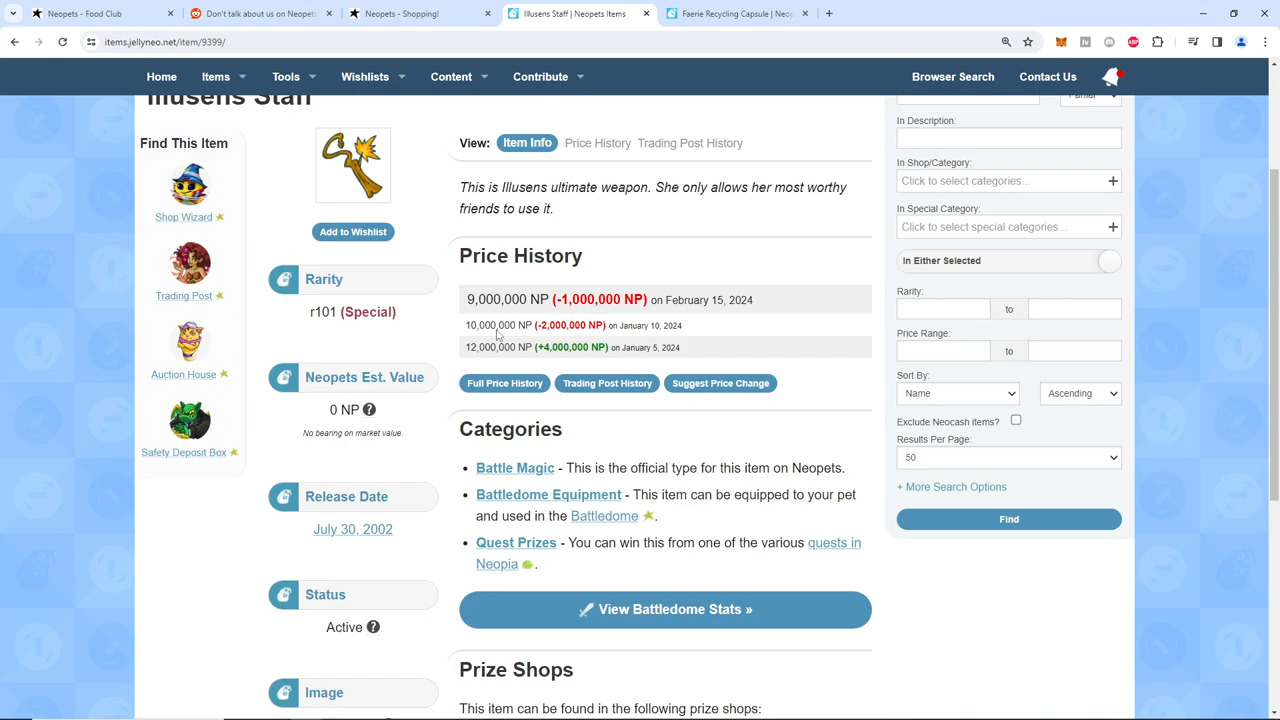 Neopets - Food Club
Don't talk about us on Neopets
Neopets - Shopping!
Illusens Staff | Neopets Items
Faerie Recycling Capsule | Neop
items.jellyneo.net/item/9399/
Home
Items
Tools
Wishlists
Content
Contribute
Browser Search
Contact Us
Illusens Staff
Find This Item
Shop Wizard
Trading Post
Auction House
Safety Deposit Box
Add to Wishlist
Rarity
r101 (Special)
Neopets Est. Value
0 NP
No bearing on market value.
Release Date
July 30, 2002
Status
Active
Image
View: Item Info Price History Trading Post History
This is Illusens ultimate weapon. She only allows her most worthy
friends to use it.
Price History
9,000,000 NP (-1,000,000 NP) on February 15, 2024
10,000,000 NP (-2,000,000 NP) on January 10, 2024
12,000,000 NP (+4,000,000 NP) on January 5, 2024
Full Price History
Trading Post History
Suggest Price Change
Categories
Battle Magic - This is the official type for this item on Neopets.
Battledome Equipment - This item can be equipped to your pet
and used in the Battledome .
Quest Prizes - You can win this from one of the various quests in
Neopia .
View Battledome Stats »
Prize Shops
This item can be found in the following prize shops:
Partial
In Description:
In Shop/Category:
Click to select categories...
In Special Category:
Click to select special categories...
In Either Selected
Rarity:
to
Price Range:
to
Sort By:
Name
Ascending
Exclude Neocash items?
Results Per Page:
50
+ More Search Options
Find